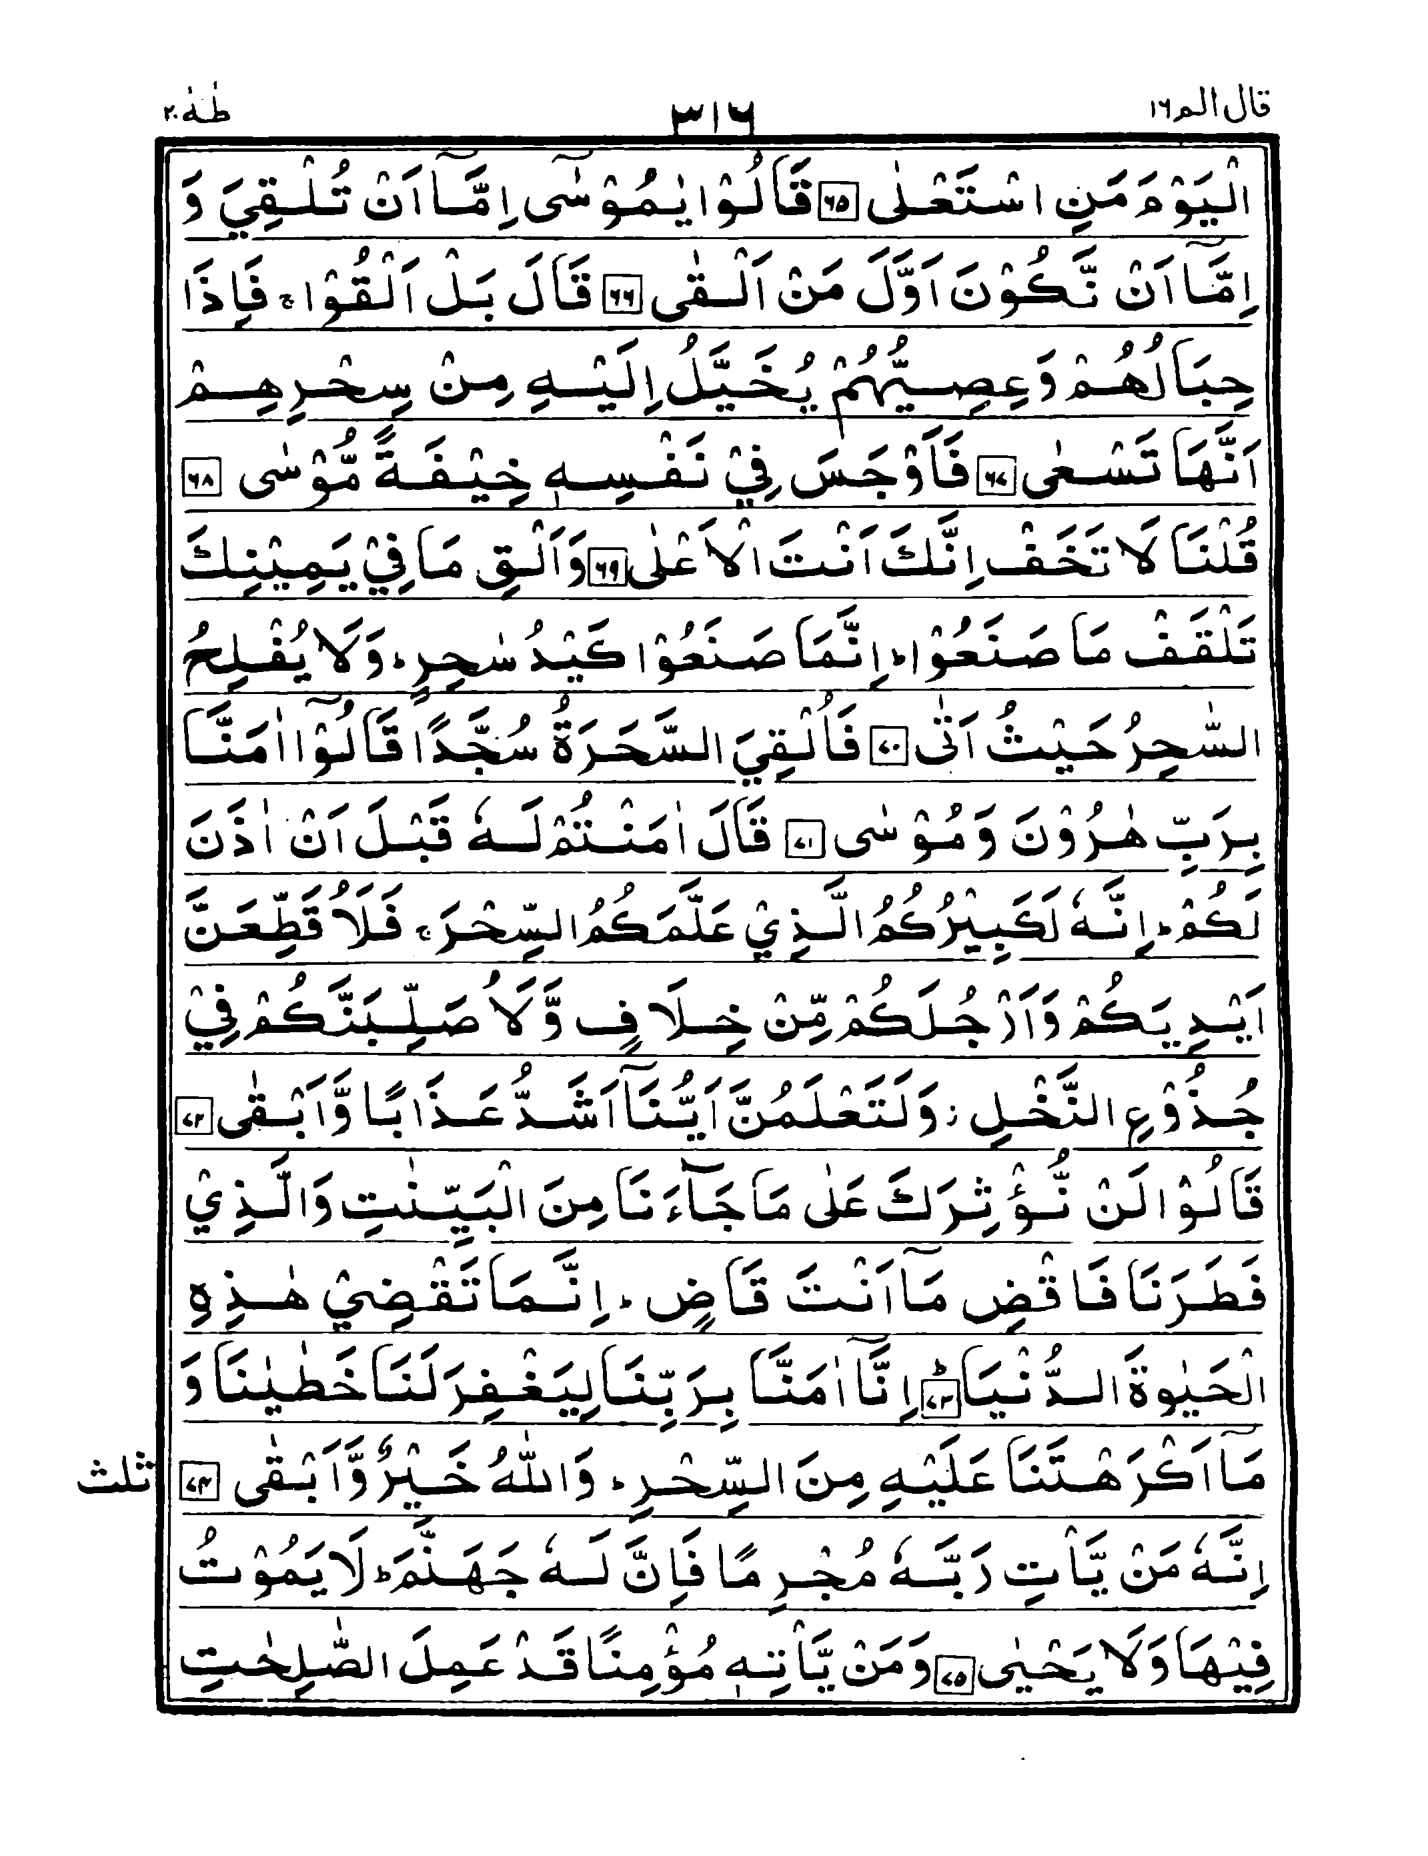 قال الم ١٦
٣١٦
طٰهٰ ٢٠
الْيَوْمَ مَنِ اسْتَعْلٰى ٦٥ قَالُوْا يٰمُوْسٰٓى اِمَّآ اَنْ تُلْقِيَ وَ
اِمَّآ اَنْ نَّكُوْنَ اَوَّلَ مَنْ اَلْقٰى ٦٦ قَالَ بَلْ اَلْقُوْا ۚ فَاِذَا
حِبَالُهُمْ وَعِصِيُّهُمْ يُخَيَّلُ اِلَيْهِ مِنْ سِحْرِهِمْ
اَنَّهَا تَسْعٰى ٦٧ فَاَوْجَسَ فِيْ نَفْسِهٖ خِيْفَةً مُّوْسٰى ٦٨
قُلْنَا لَا تَخَفْ اِنَّكَ اَنْتَ الْاَعْلٰى ٦٩ وَاَلْقِ مَا فِيْ يَمِيْنِكَ
تَلْقَفْ مَا صَنَعُوْا ؕ اِنَّمَا صَنَعُوْا كَيْدُ سٰحِرٍ ؕ وَلَا يُفْلِحُ
السّٰحِرُ حَيْثُ اَتٰى ٧٠ فَاُلْقِيَ السَّحَرَةُ سُجَّدًا قَالُوْٓا اٰمَنَّا
بِرَبِّ هٰرُوْنَ وَمُوْسٰى ٧١ قَالَ اٰمَنْتُمْ لَهٗ قَبْلَ اَنْ اٰذَنَ
لَكُمْ ؕ اِنَّهٗ لَكَبِيْرُكُمُ الَّذِيْ عَلَّمَكُمُ السِّحْرَ ۚ فَلَاُقَطِّعَنَّ
اَيْدِيَكُمْ وَاَرْجُلَكُمْ مِّنْ خِلَافٍ وَّلَاُصَلِّبَنَّكُمْ فِيْ
جُذُوْعِ النَّخْلِ ؗ وَلَتَعْلَمُنَّ اَيُّنَآ اَشَدُّ عَذَابًا وَّاَبْقٰى ٧٢
قَالُوْا لَنْ نُّؤْثِرَكَ عَلٰى مَا جَآءَنَا مِنَ الْبَيِّنٰتِ وَالَّذِيْ
فَطَرَنَا فَاقْضِ مَآ اَنْتَ قَاضٍ ؕ اِنَّمَا تَقْضِيْ هٰذِهِ
الْحَيٰوةَ الدُّنْيَا ؕ ٧٣ اِنَّآ اٰمَنَّا بِرَبِّنَا لِيَغْفِرَ لَنَا خَطٰيٰنَا وَ
مَآ اَكْرَهْتَنَا عَلَيْهِ مِنَ السِّحْرِ ؕ وَاللّٰهُ خَيْرٌ وَّاَبْقٰى ٧٤ ثلث
اِنَّهٗ مَنْ يَّاْتِ رَبَّهٗ مُجْرِمًا فَاِنَّ لَهٗ جَهَنَّمَ ؕ لَا يَمُوْتُ
فِيْهَا وَلَا يَحْيٰى ٧٥ وَمَنْ يَّاْتِهٖ مُؤْمِنًا قَدْ عَمِلَ الصّٰلِحٰتِ